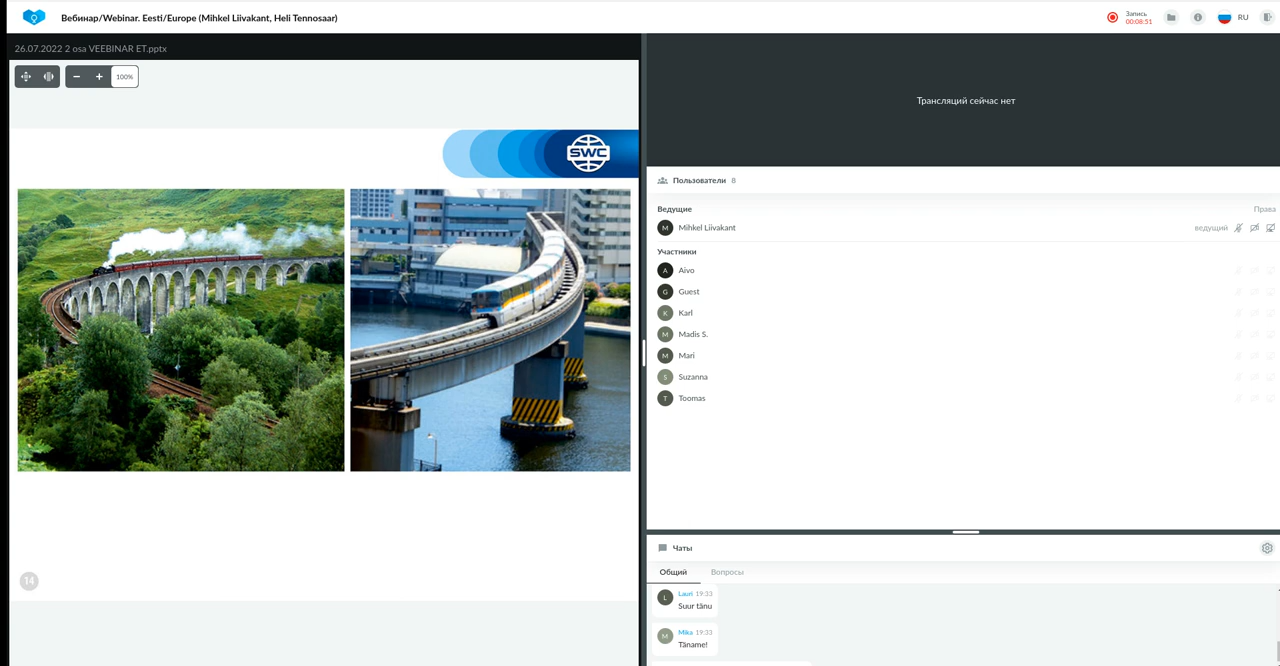 Вебинар/Webinar. Eesti/Europe (Mihkel Liivakant, Heli Tennosaar)
Запись
00:08:51
RU
26.07.2022 2 osa VEEBINAR ET.pptx
100%
SWC
14
Трансляций сейчас нет
Пользователи 8
Ведущие Права
M Mihkel Liivakant ведущий
Участники
A Aivo
G Guest
K Karl
M Madis S.
M Mari
S Suzanna
T Toomas
Чаты
Общий Вопросы
L Lauri 19:33
Suur tänu
M Mika 19:33
Täname!